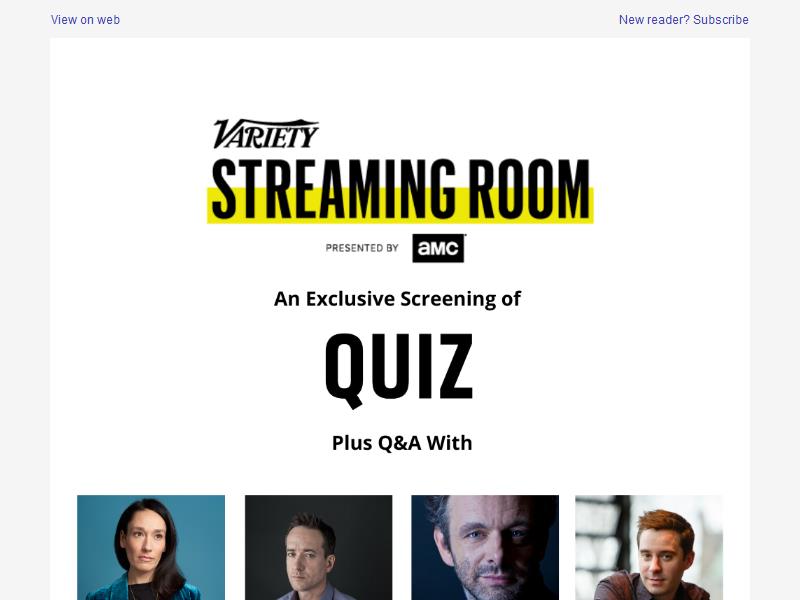 View on web
New reader? Subscribe
VARIETY
STREAMING ROOM
PRESENTED BY aMC
An Exclusive Screening of
QUIZ
Plus Q&A With